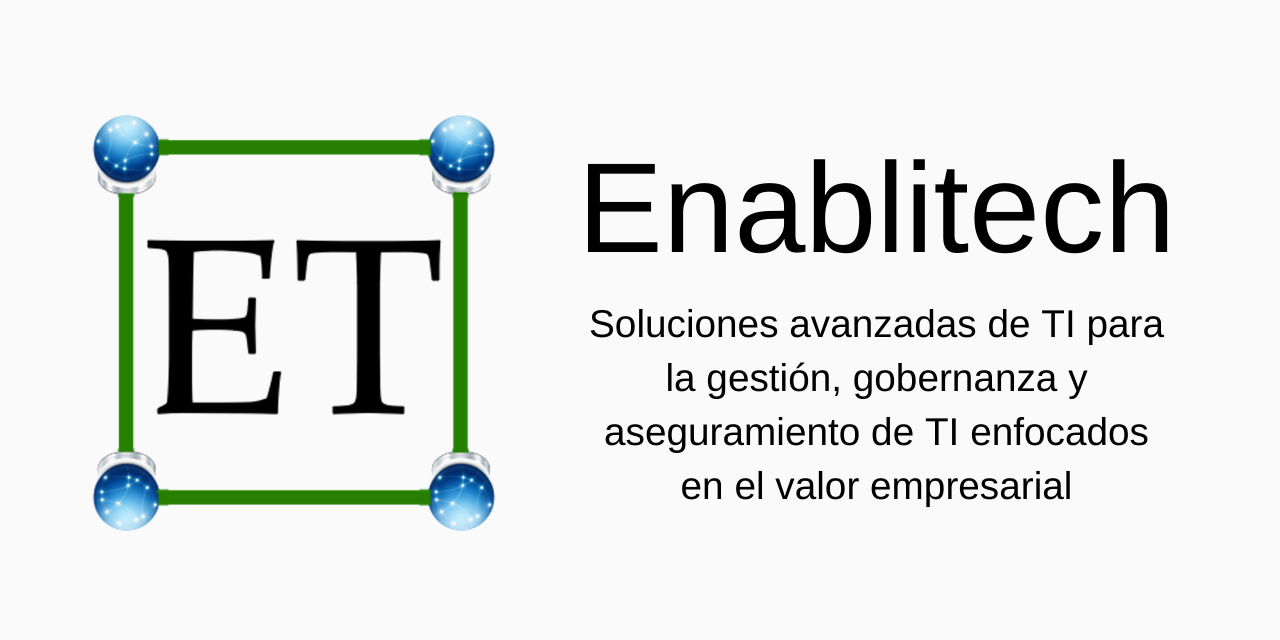 ET
Enablitech
Soluciones avanzadas de TI para
la gestión, gobernanza y
aseguramiento de TI enfocados
en el valor empresarial